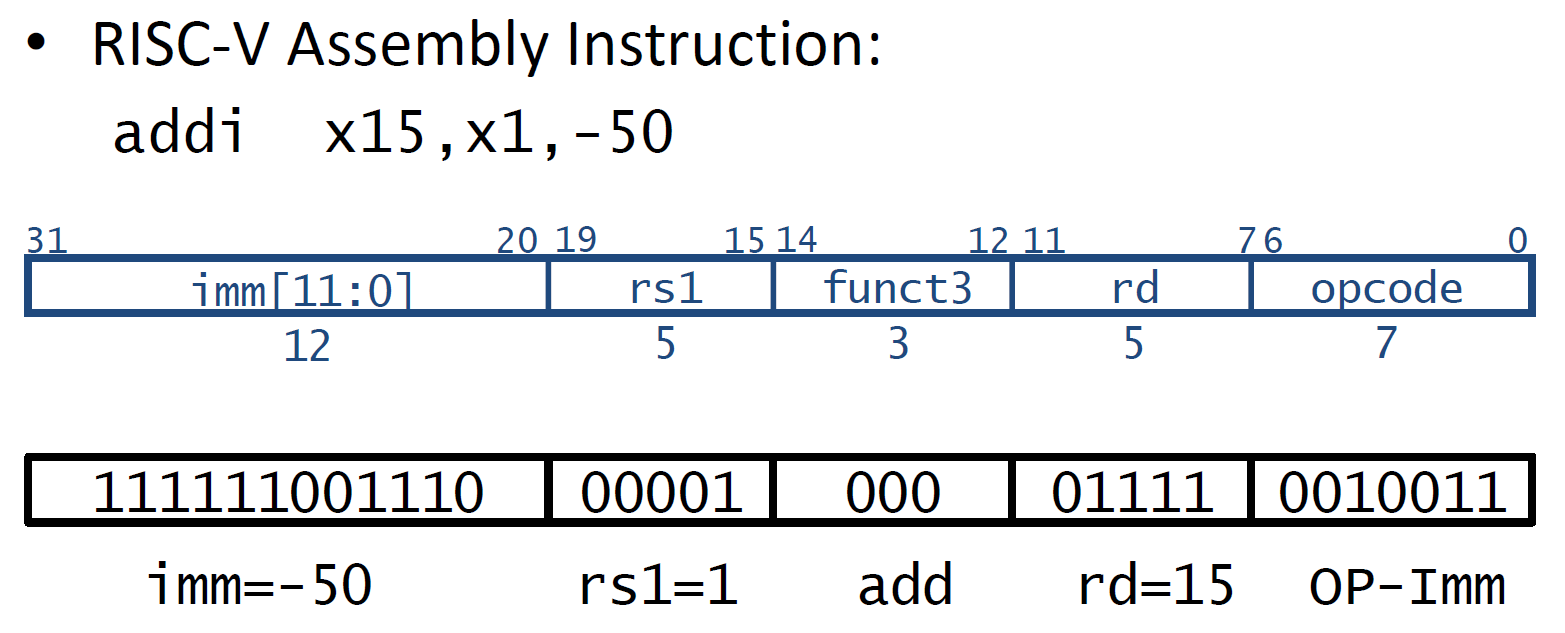 • RISC-V Assembly Instruction:
addi x15,x1,-50
31 20 19 15 14 12 11 7 6 0
imm[11:0] rs1 funct3 rd opcode
12 5 3 5 7
111111001110 00001 000 01111 0010011
imm=-50 rs1=1 add rd=15 OP-Imm